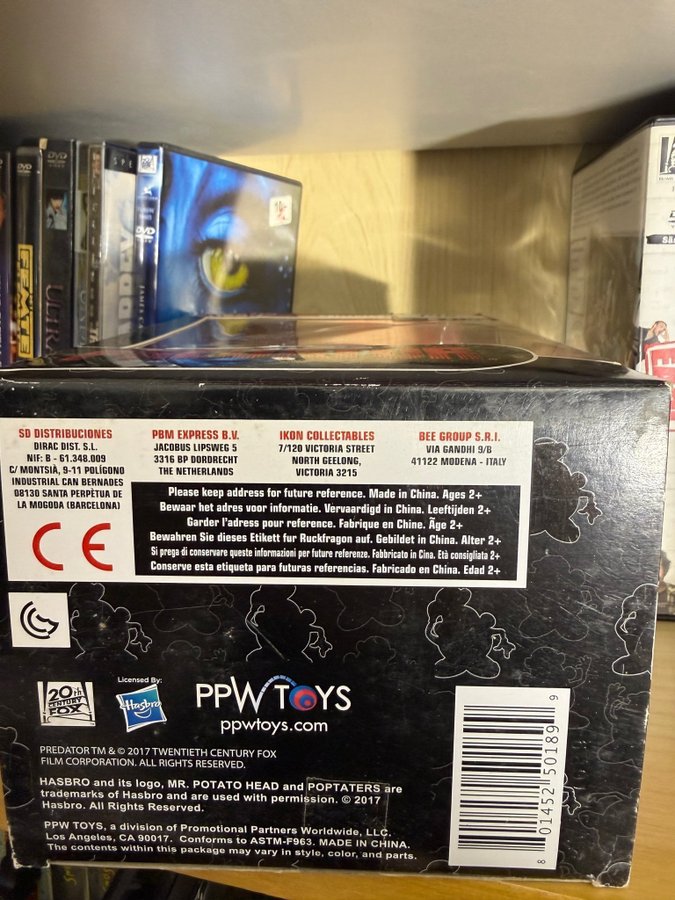 DVD
DVD
FEMTE
ULTR
SPE
DVD
JAMES C
SD DISTRIBUCIONES
DIRAC DIST. S.L.
NIF: B - 61.348.009
C/ MONTSIÀ, 9-11 POLÍGONO
INDUSTRIAL CAN BERNADES
08130 SANTA PERPÈTUA DE
LA MOGODA (BARCELONA)
PBM EXPRESS B.V.
JACOBUS LIPSWEG 5
3316 BP DORDRECHT
THE NETHERLANDS
IKON COLLECTABLES
7/120 VICTORIA STREET
NORTH GEELONG,
VICTORIA 3215
BEE GROUP S.R.I.
VIA GANDHI 9/B
41122 MODENA - ITALY
CE
Please keep address for future reference. Made in China. Ages 2+
Bewaar het adres voor informatie. Vervaardigd in China. Leeftijden 2+
Garder l'adress pour reference. Fabrique en Chine. Äge 2+
Bewahren Sie dieses Etikett fur Ruckfragon auf. Gebildet in China. Alter 2+
Si prega di conservare queste informazioni per future referenze. Fabbricato in Cina. Età consigliata 2+
Conserve esta etiqueta para futuras referencias. Fabricado en China. Edad 2+
20th
CENTURY
FOX
Licensed By:
Hasbro
PPW TOYS
ppwtoys.com
PREDATOR TM & © 2017 TWENTIETH CENTURY FOX
FILM CORPORATION. ALL RIGHTS RESERVED.
HASBRO and its logo, MR. POTATO HEAD and POPTATERS are
trademarks of Hasbro and are used with permission. © 2017
Hasbro. All Rights Reserved.
PPW TOYS, a division of Promotional Partners Worldwide, LLC.
Los Angeles, CA 90017. Conforms to ASTM-F963. MADE IN CHINA.
The contents within this package may vary in style, color, and parts.
8 01452 50189 9